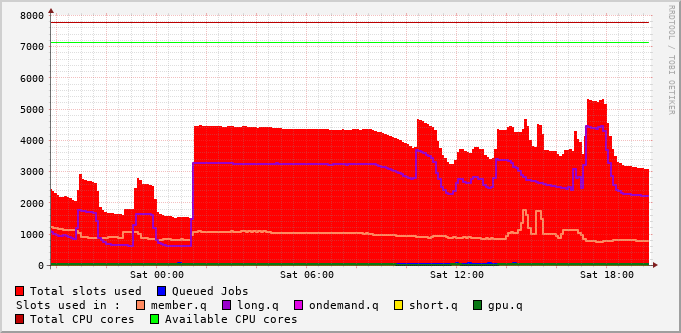 8000
7000
6000
5000
4000
3000
2000
1000
0
Sat 00:00 Sat 06:00 Sat 12:00 Sat 18:00
RRDTOOL / TOBI OETIKER
Total slots used Queued Jobs
Slots used in : member.q long.q ondemand.q short.q gpu.q
Total CPU cores Available CPU cores